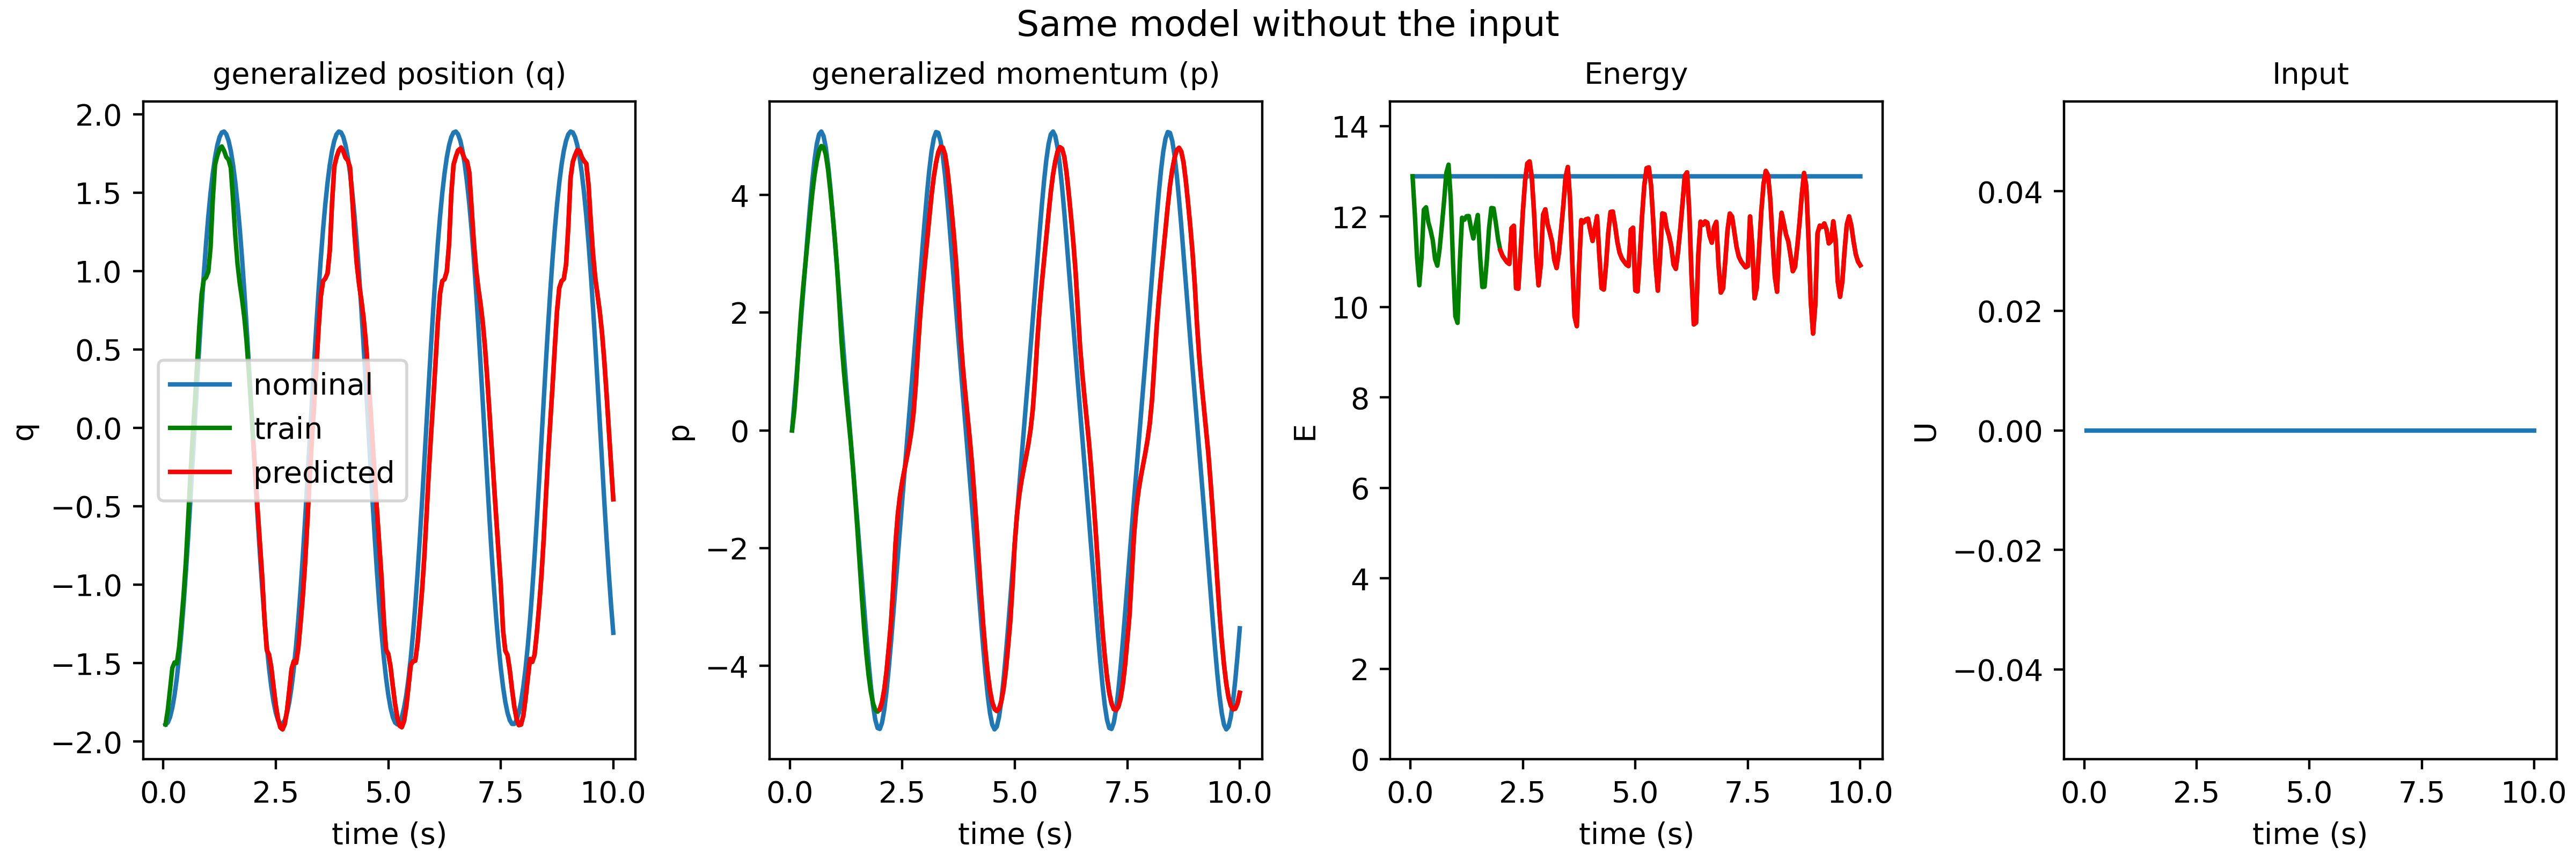 Same model without the input
generalized position (q)
generalized momentum (p)
Energy
Input
2.0
1.5
1.0
0.5
0.0
−0.5
−1.0
−1.5
−2.0
q
nominal
train
predicted
0.0
2.5
5.0
7.5
10.0
time (s)
4
2
0
−2
−4
p
0.0
2.5
5.0
7.5
10.0
time (s)
14
12
10
8
6
4
2
0
E
0.0
2.5
5.0
7.5
10.0
time (s)
0.04
0.02
0.00
−0.02
−0.04
U
0.0
2.5
5.0
7.5
10.0
time (s)